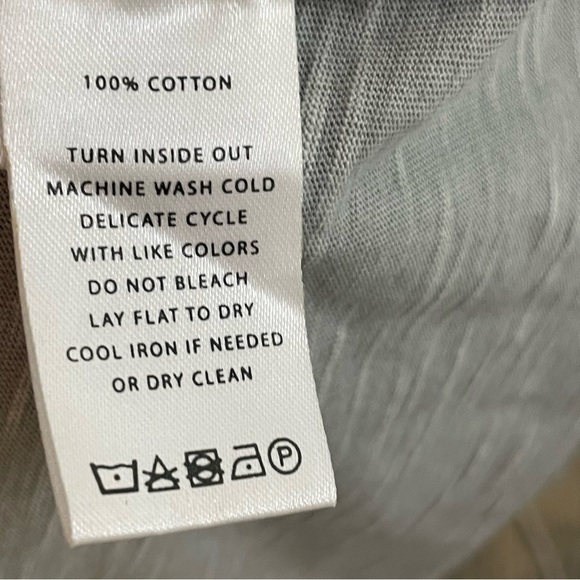 100% COTTON
TURN INSIDE OUT
MACHINE WASH COLD
DELICATE CYCLE
WITH LIKE COLORS
DO NOT BLEACH
LAY FLAT TO DRY
COOL IRON IF NEEDED
OR DRY CLEAN
P